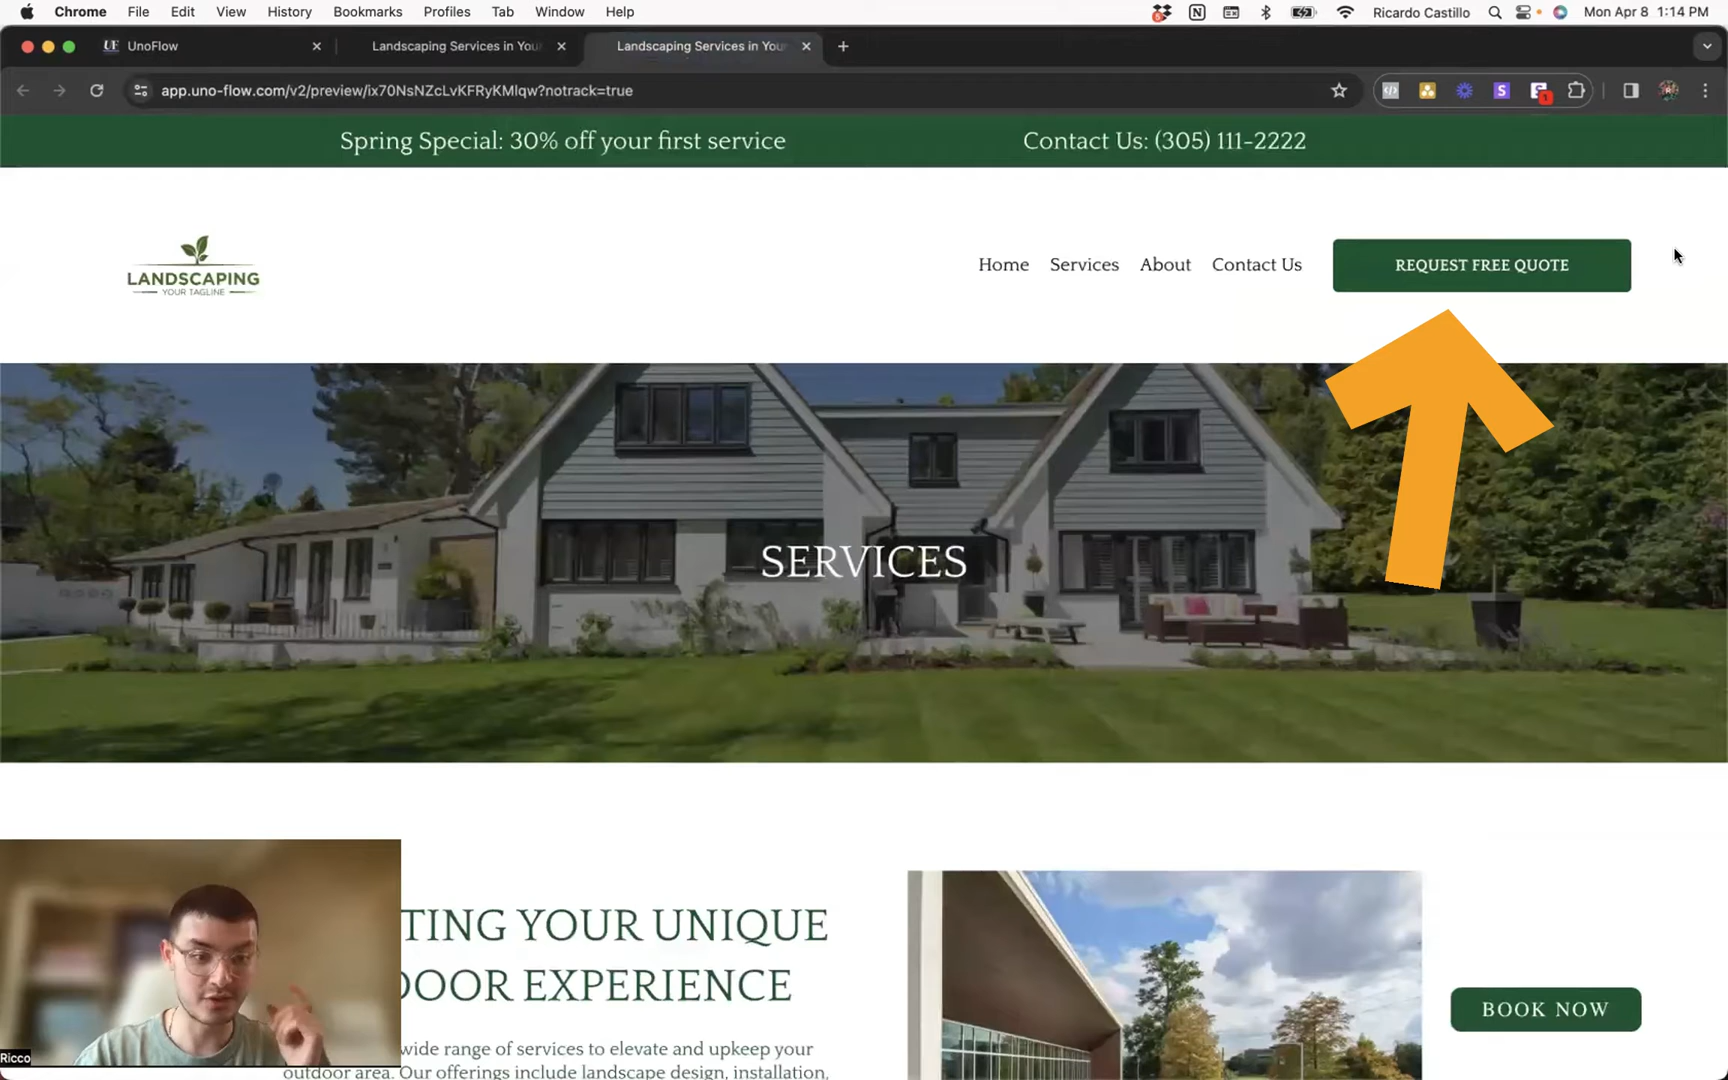 Chrome File Edit View History Bookmarks Profiles Tab Window Help
Ricardo Castillo Mon Apr 8 1:14 PM
UF UnoFlow
Landscaping Services in You
Landscaping Services in Your
app.uno-flow.com/v2/preview/ix70NsNZcLvKFRyKMlqw?notrack=true
Spring Special: 30% off your first service
Contact Us: (305) 111-2222
LANDSCAPING
YOUR TAGLINE
Home Services About Contact Us
REQUEST FREE QUOTE
SERVICES
TING YOUR UNIQUE
DOOR EXPERIENCE
wide range of services to elevate and upkeep your
outdoor area. Our offerings include landscape design, installation,
BOOK NOW
Ricco